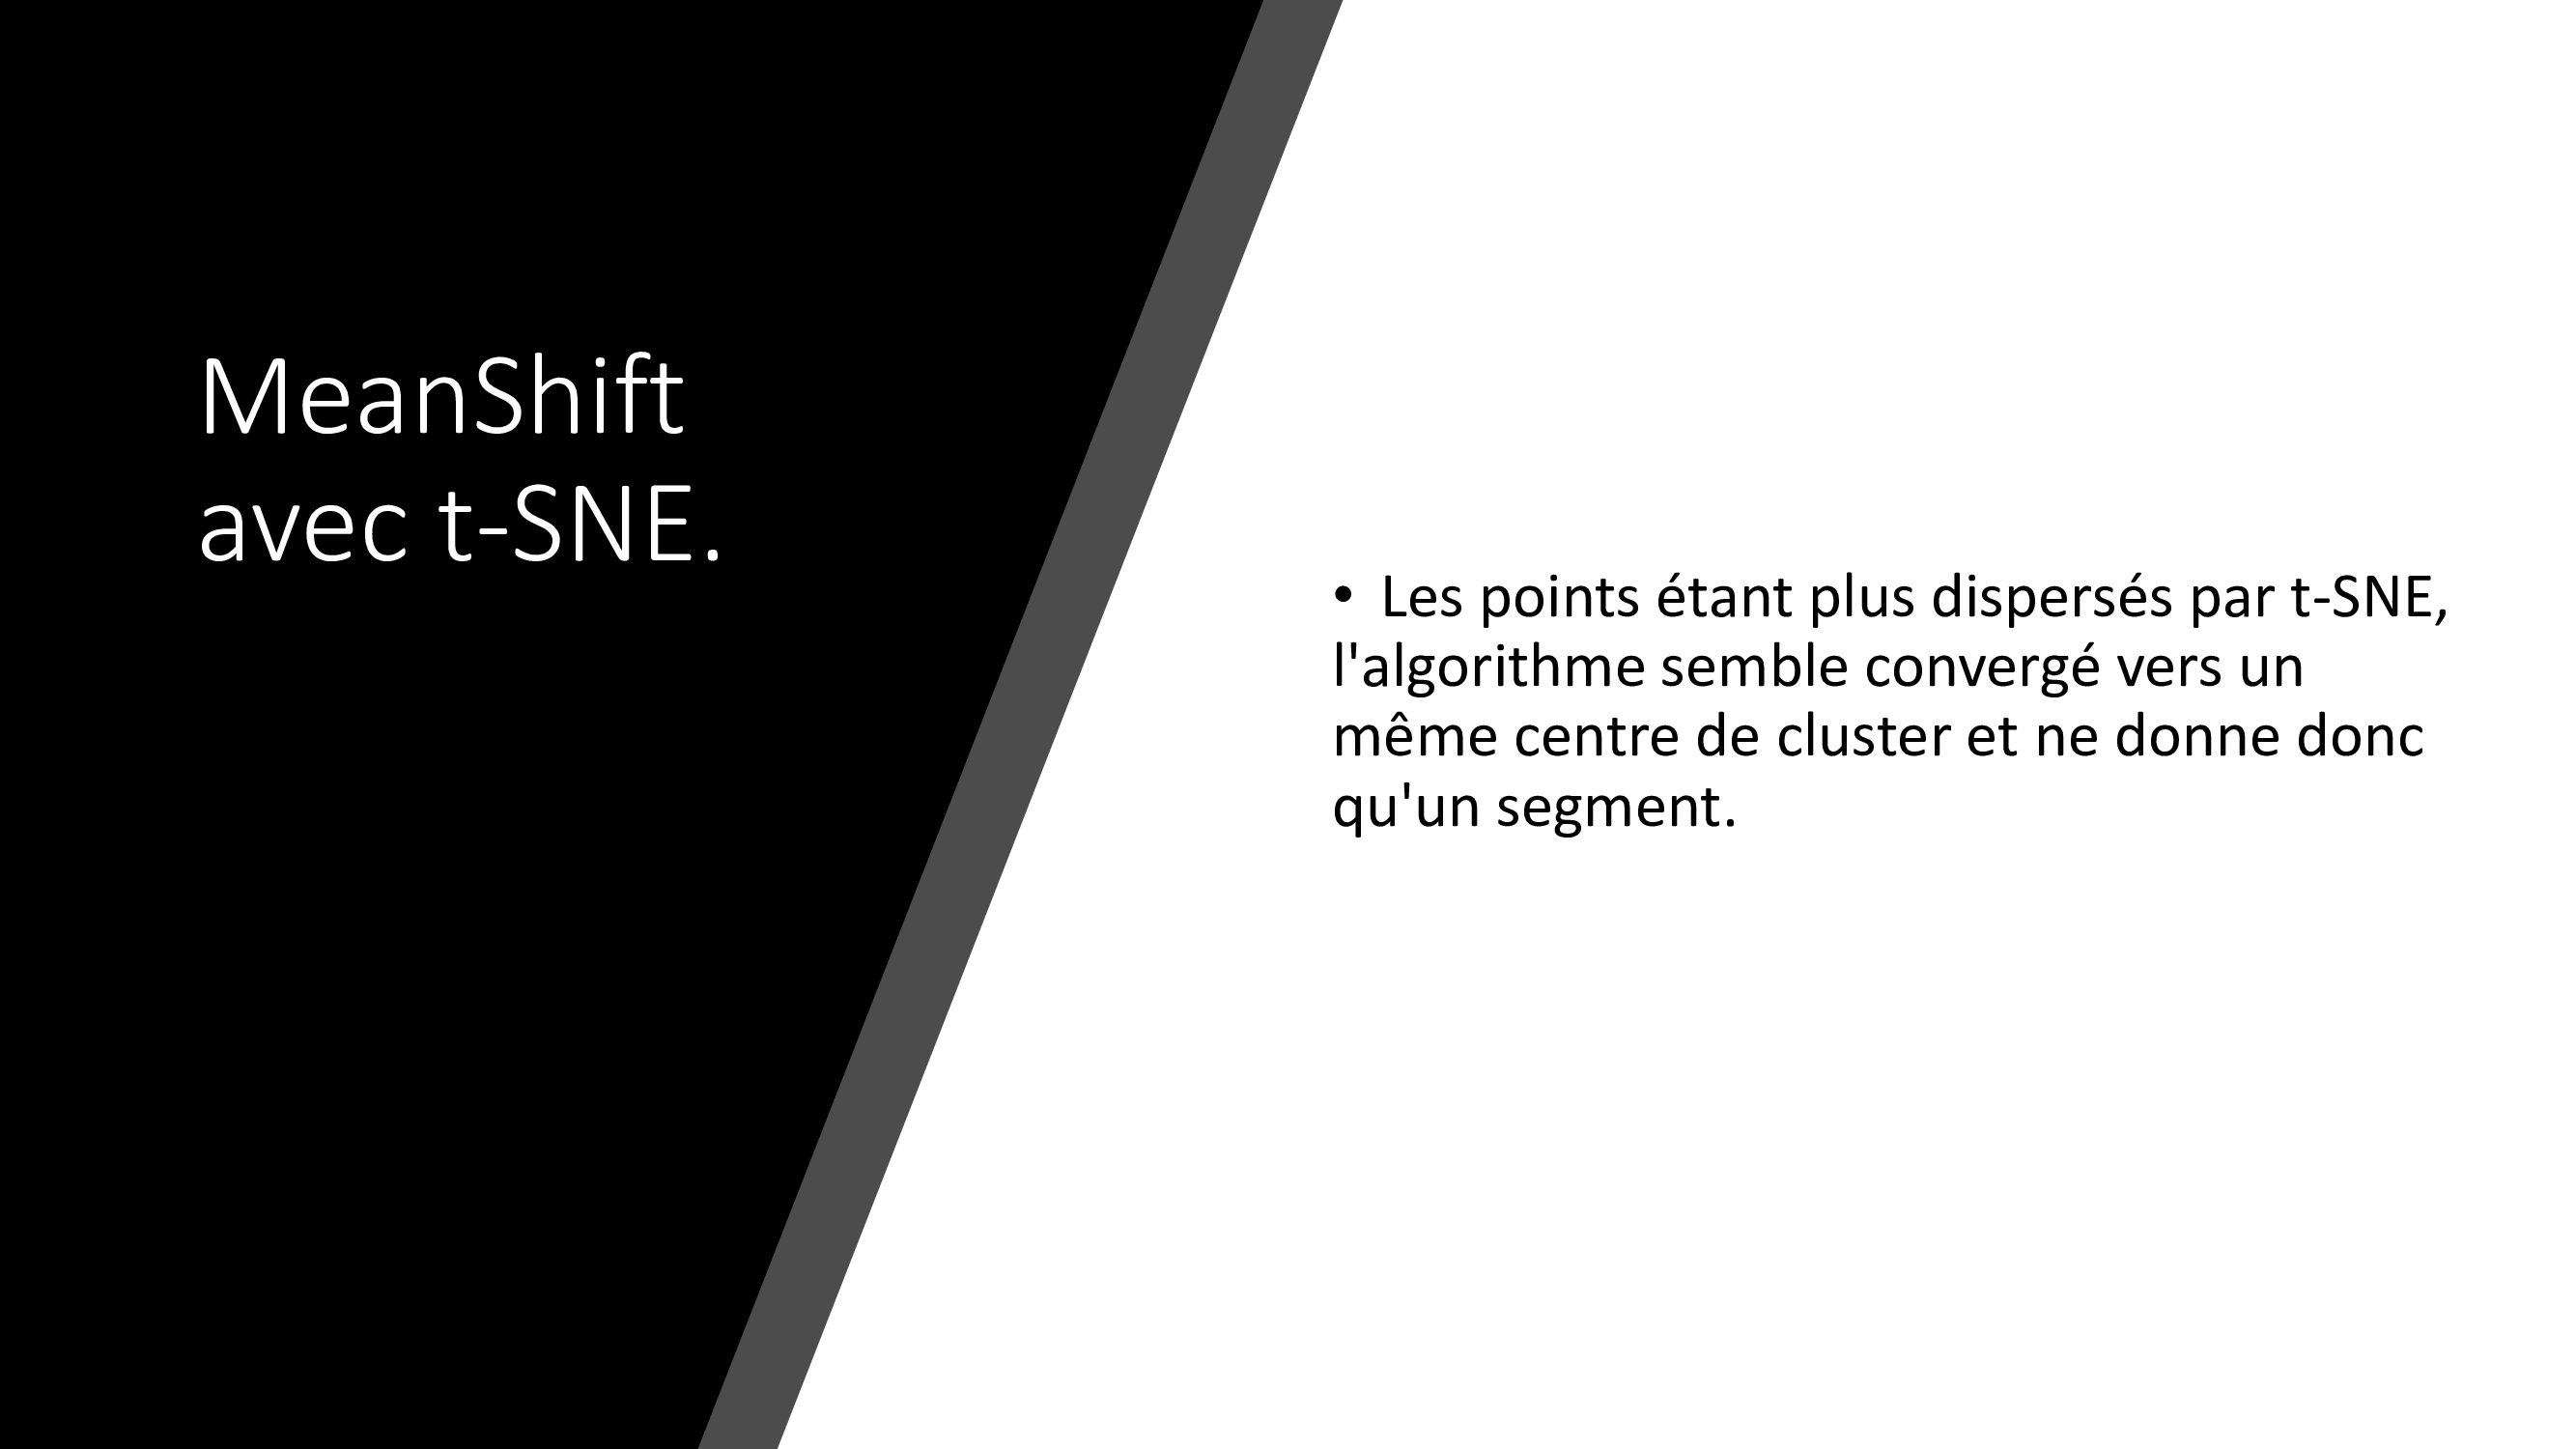 MeanShift
avec t-SNE.
• Les points étant plus dispersés par t-SNE,
l'algorithme semble convergé vers un
même centre de cluster et ne donne donc
qu'un segment.